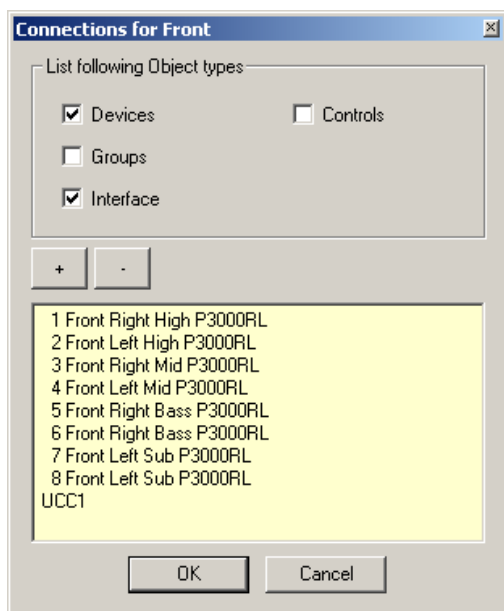 Connections for Front
List following Object types
Devices Controls
Groups
Interface
+ -
1 Front Right High P3000RL
2 Front Left High P3000RL
3 Front Right Mid P3000RL
4 Front Left Mid P3000RL
5 Front Right Bass P3000RL
6 Front Right Bass P3000RL
7 Front Left Sub P3000RL
8 Front Left Sub P3000RL
UCC1
OK Cancel